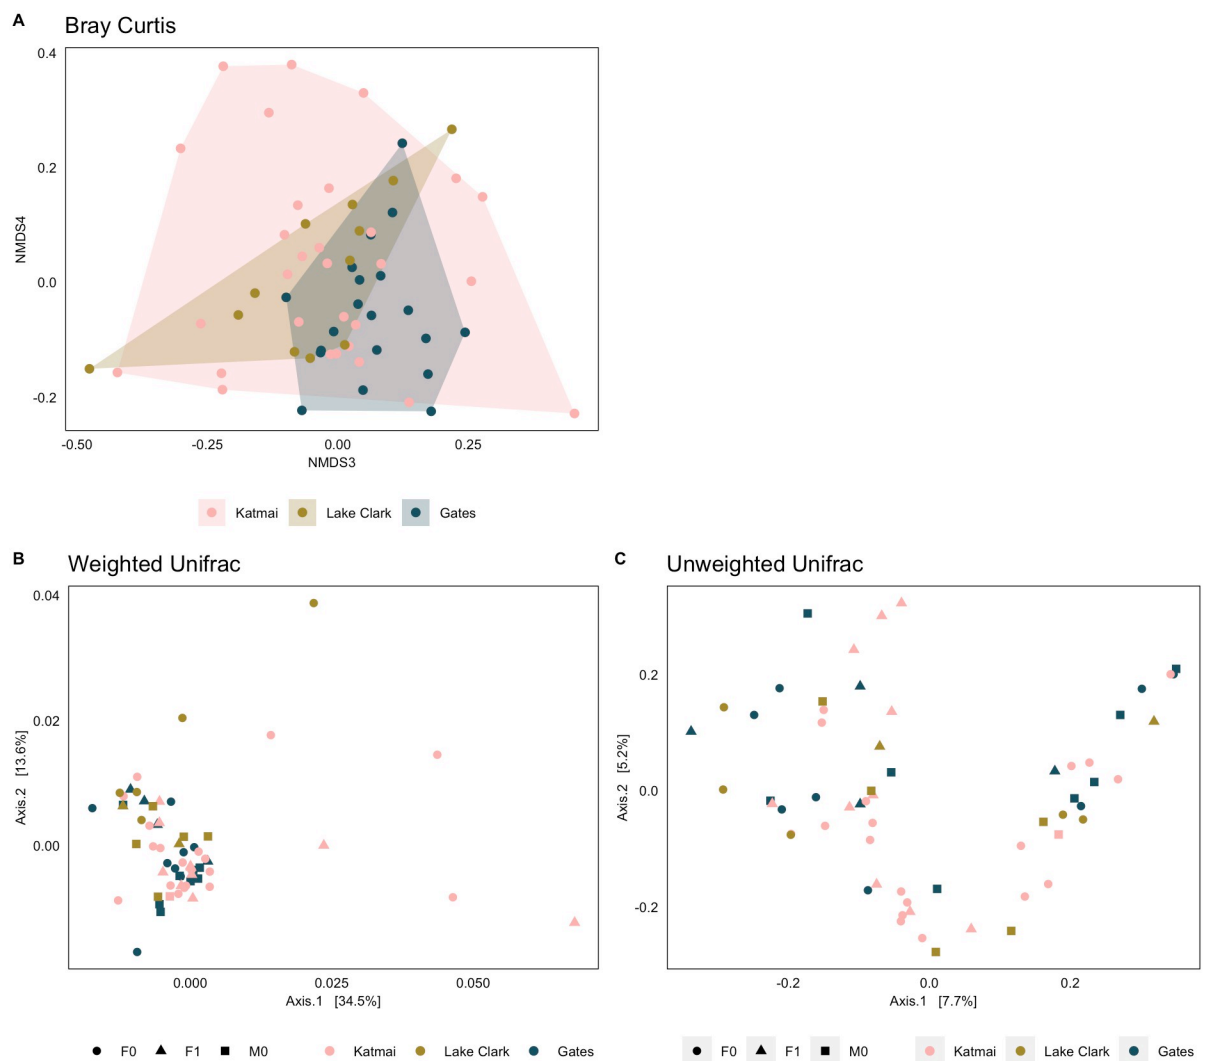 A
Bray Curtis
0.4
0.2
0.0
-0.2
NMDS4
-0.50 -0.25 0.00 0.25
NMDS3
Katmai Lake Clark Gates
B
Weighted Unifrac
0.04
0.02
0.00
Axis.2 [13.6%]
0.000 0.025 0.050
Axis.1 [34.5%]
F0 F1 M0 Katmai Lake Clark Gates
C
Unweighted Unifrac
0.2
0.0
-0.2
Axis.2 [5.2%]
-0.2 0.0 0.2
Axis.1 [7.7%]
F0 F1 M0 Katmai Lake Clark Gates